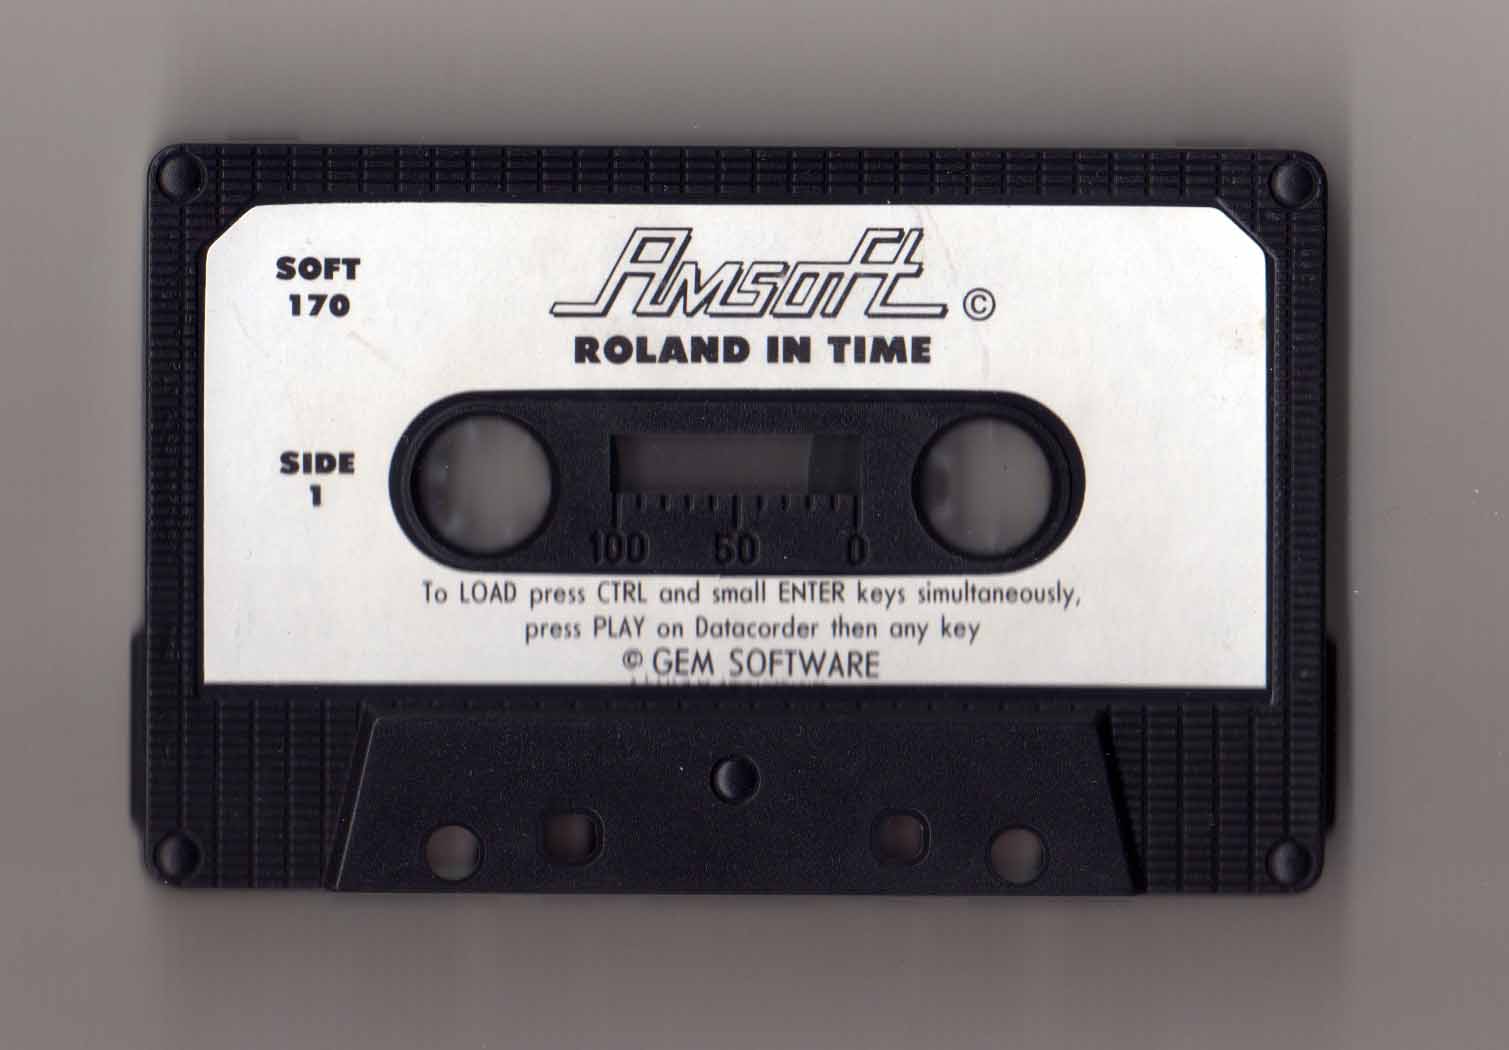 SOFT
170
Amsoft ©
ROLAND IN TIME
SIDE
1
100 50 0
To LOAD press CTRL and small ENTER keys simultaneously,
press PLAY on Datacorder then any key
© GEM SOFTWARE